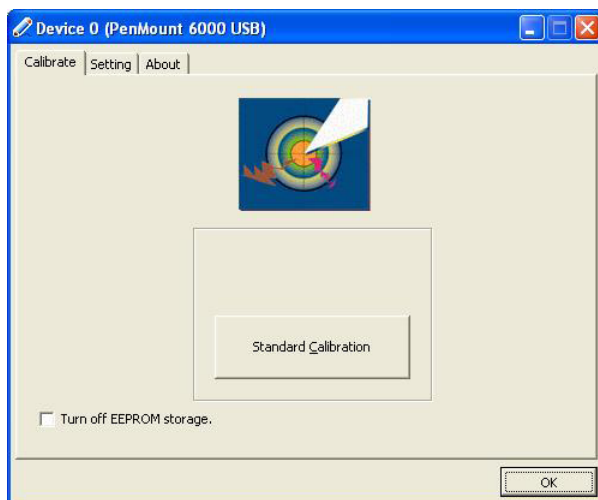 Device 0 (PenMount 6000 USB)
Calibrate Setting About
Standard Calibration
Turn off EEPROM storage.
OK